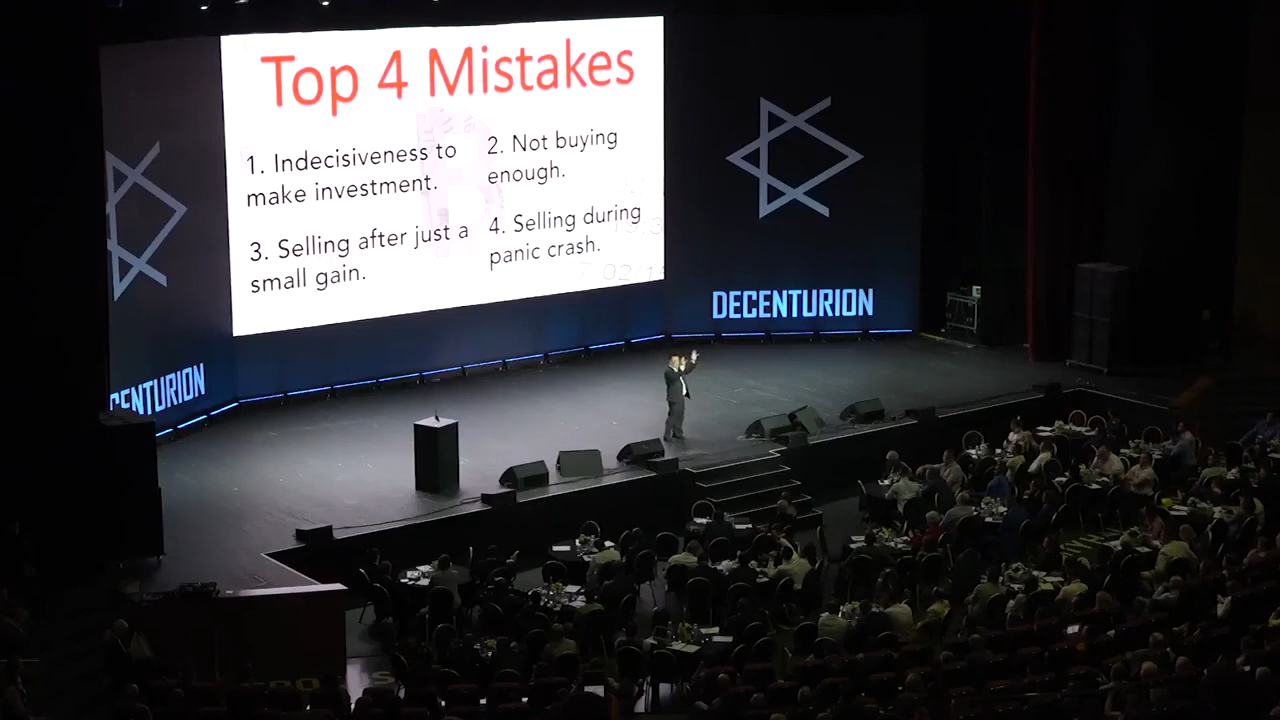 Top 4 Mistakes
1. Indecisiveness to
make investment.
2. Not buying
enough.
3. Selling after just a
small gain.
4. Selling during
panic crash.
DECENTURION
CENTURION